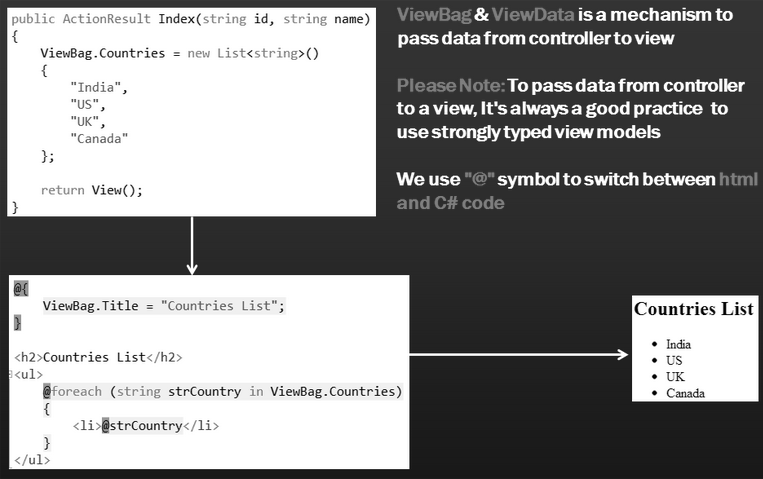 public ActionResult Index(string id, string name)
{
    ViewBag.Countries = new List<string>()
    {
        "India",
        "US",
        "UK",
        "Canada"
    };
    return View();
}
ViewBag & ViewData is a mechanism to
pass data from controller to view
Please Note: To pass data from controller
to a view, It's always a good practice to
use strongly typed view models
We use "@" symbol to switch between html
and C# code
@{
    ViewBag.Title = "Countries List";
}
<h2>Countries List</h2>
<ul>
    @foreach (string strCountry in ViewBag.Countries)
    {
        <li>@strCountry</li>
    }
</ul>
Countries List
• India
• US
• UK
• Canada